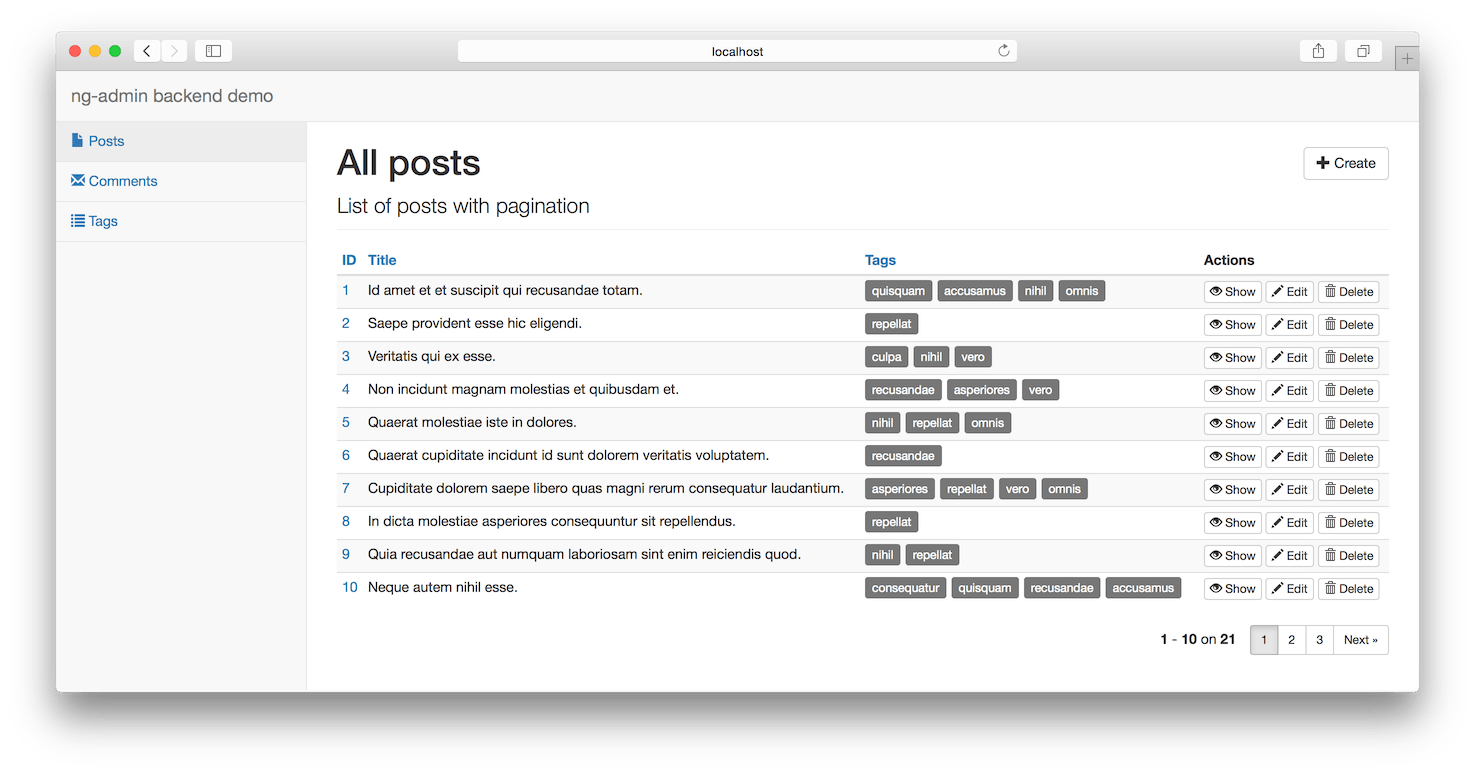 localhost
ng-admin backend demo
Posts
Comments
Tags
All posts
Create
List of posts with pagination
ID Title Tags Actions
1 Id amet et et suscipit qui recusandae totam. quisquam accusamus nihil omnis Show Edit Delete
2 Saepe provident esse hic eligendi. repellat Show Edit Delete
3 Veritatis qui ex esse. culpa nihil vero Show Edit Delete
4 Non incidunt magnam molestias et quibusdam et. recusandae asperiores vero Show Edit Delete
5 Quaerat molestiae iste in dolores. nihil repellat omnis Show Edit Delete
6 Quaerat cupiditate incidunt id sunt dolorem veritatis voluptatem. recusandae Show Edit Delete
7 Cupiditate dolorem saepe libero quas magni rerum consequatur laudantium. asperiores repellat vero omnis Show Edit Delete
8 In dicta molestiae asperiores consequuntur sit repellendus. repellat Show Edit Delete
9 Quia recusandae aut numquam laboriosam sint enim reiciendis quod. nihil repellat Show Edit Delete
10 Neque autem nihil esse. consequatur quisquam recusandae accusamus Show Edit Delete
1 - 10 on 21 1 2 3 Next »